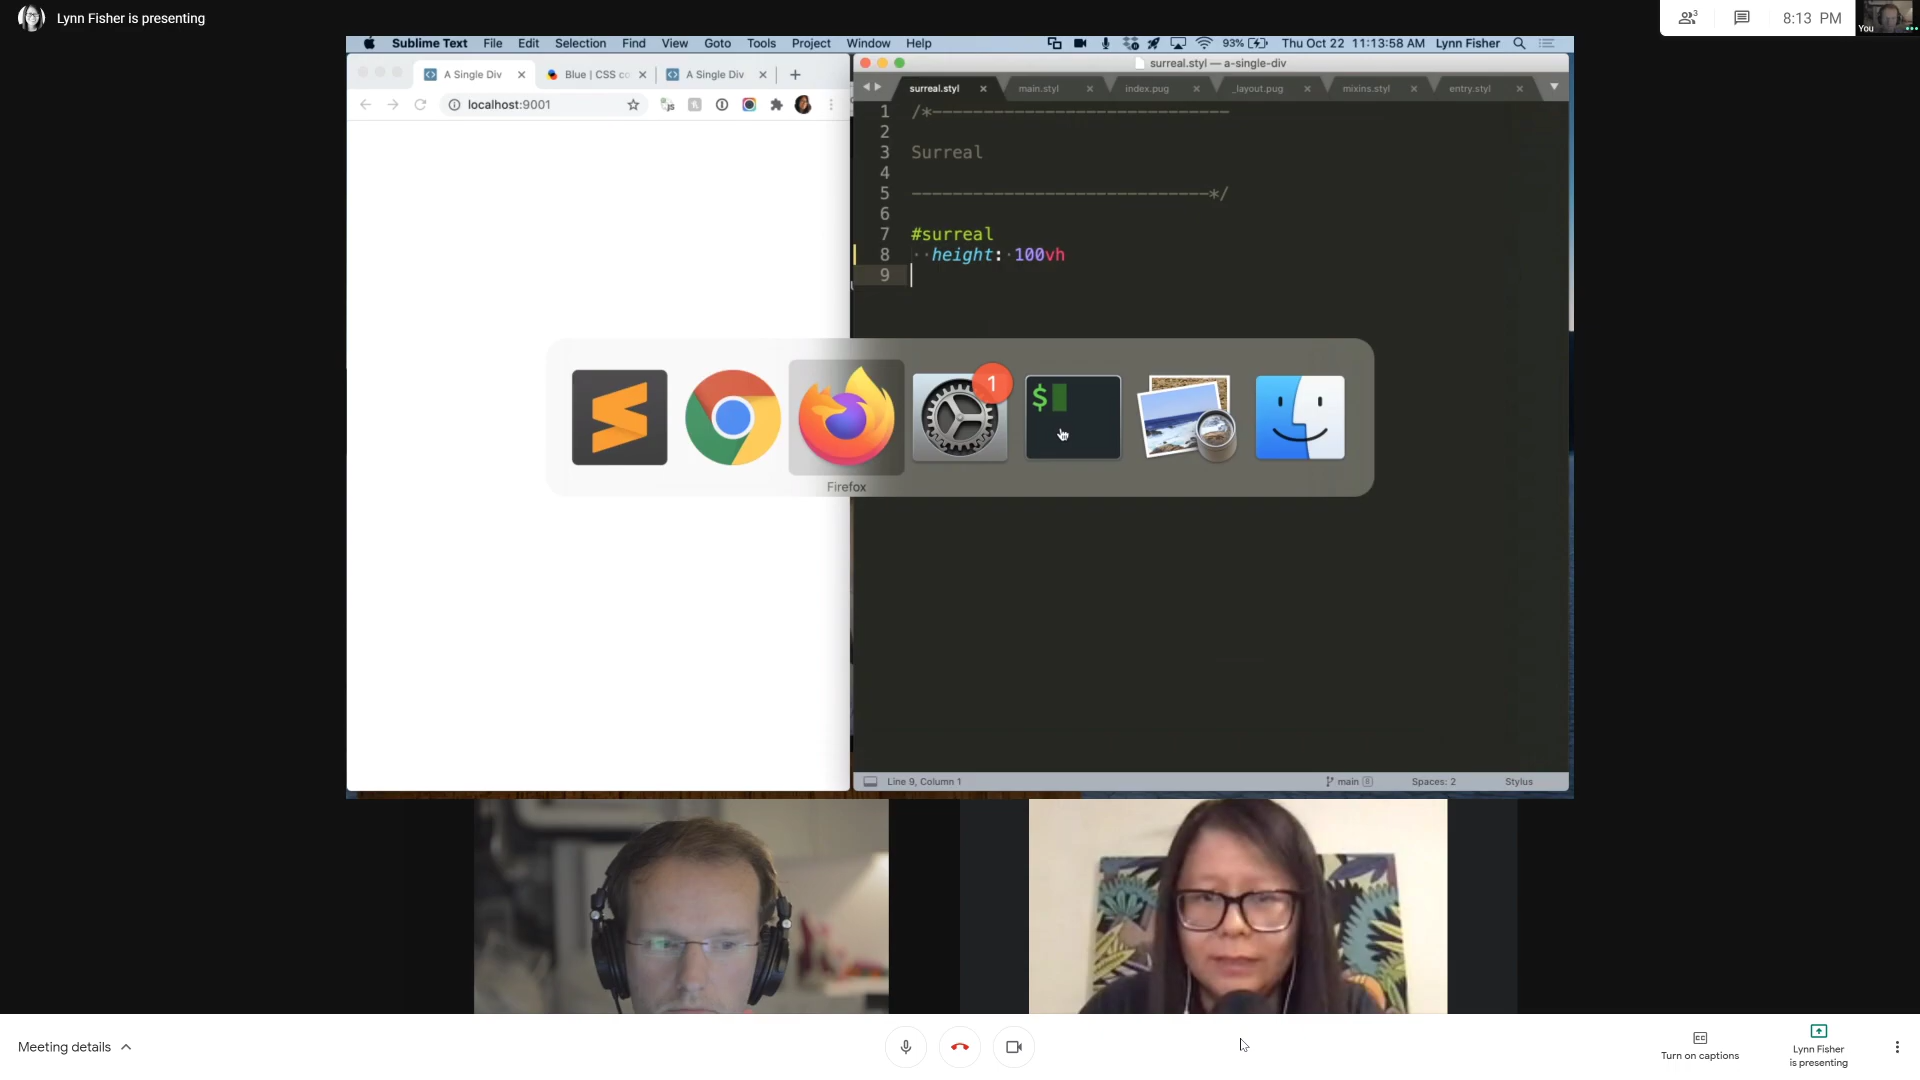 Lynn Fisher is presenting
3
8:13 PM
You
Sublime Text File Edit Selection Find View Goto Tools Project Window Help
93% Thu Oct 22 11:13:58 AM Lynn Fisher
A Single Div
Blue | CSS co
A Single Div
localhost:9001
surreal.styl — a-single-div
surreal.styl
main.styl
index.pug
_layout.pug
mixins.styl
entry.styl
1 /*-----------------------------
2
3 Surreal
4
5 -----------------------------*/
6
7 #surreal
8 ··height:·100vh
9
1
$
Firefox
Line 9, Column 1
main 8
Spaces: 2
Stylus
Meeting details
CC
Turn on captions
Lynn Fisher
is presenting